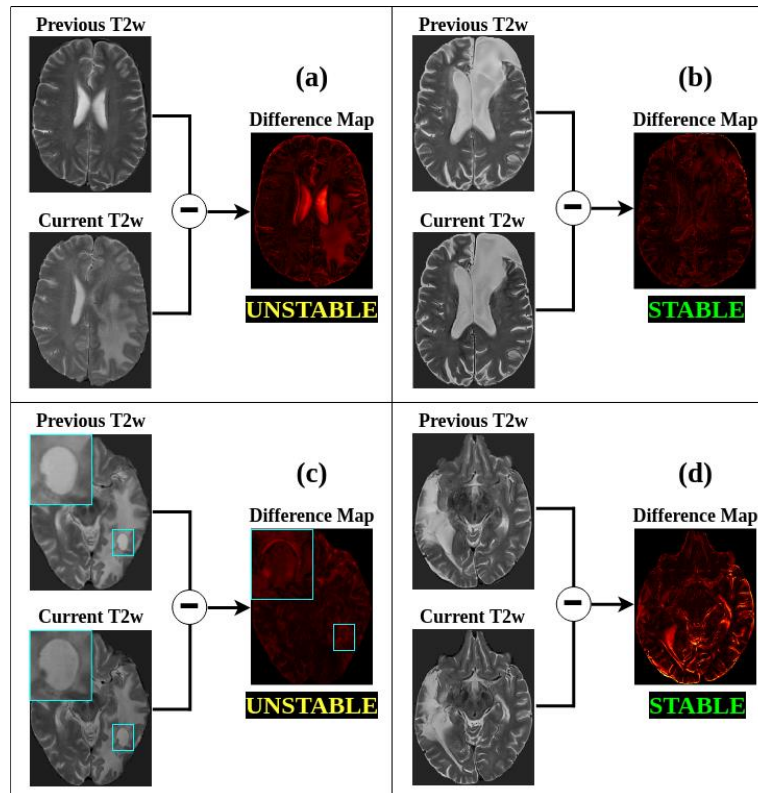 Previous T2w
(a)
Difference Map
Current T2w
UNSTABLE
Previous T2w
(b)
Difference Map
Current T2w
STABLE
Previous T2w
(c)
Difference Map
Current T2w
UNSTABLE
Previous T2w
(d)
Difference Map
Current T2w
STABLE